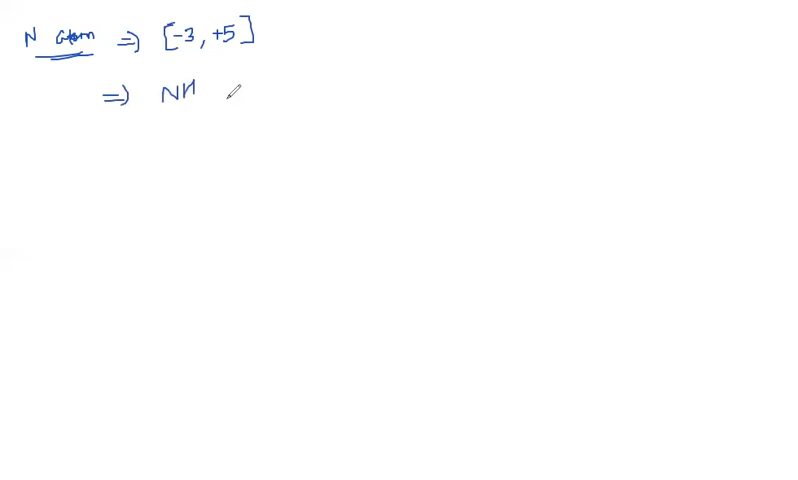 N atom ⇒ [-3, +5]
⇒ NH